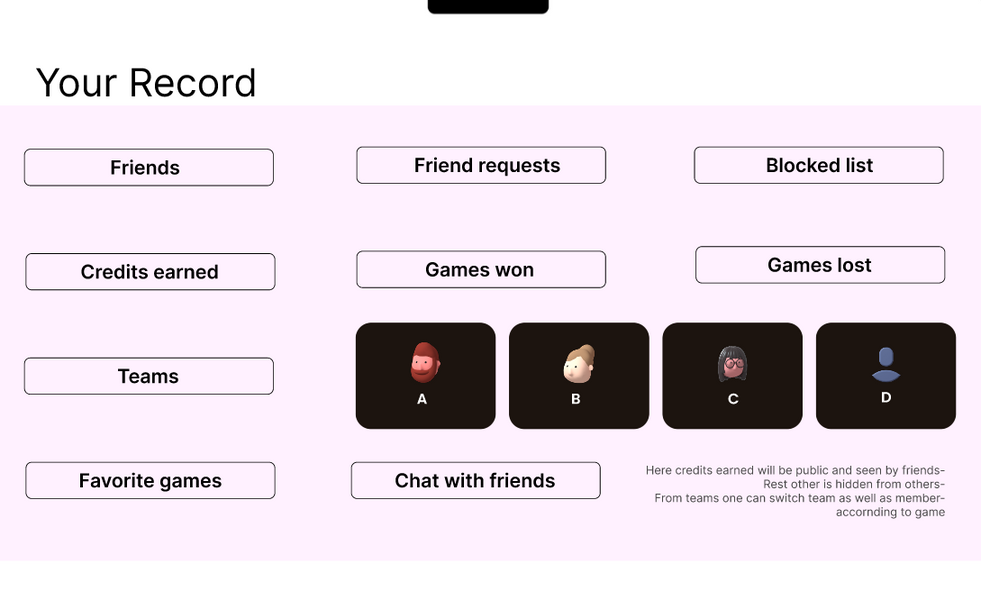 Your Record
Friends
Friend requests
Blocked list
Credits earned
Games won
Games lost
Teams
A
B
C
D
Favorite games
Chat with friends
Here credits earned will be public and seen by friends-
Rest other is hidden from others-
From teams one can switch team as well as member-
accornding to game